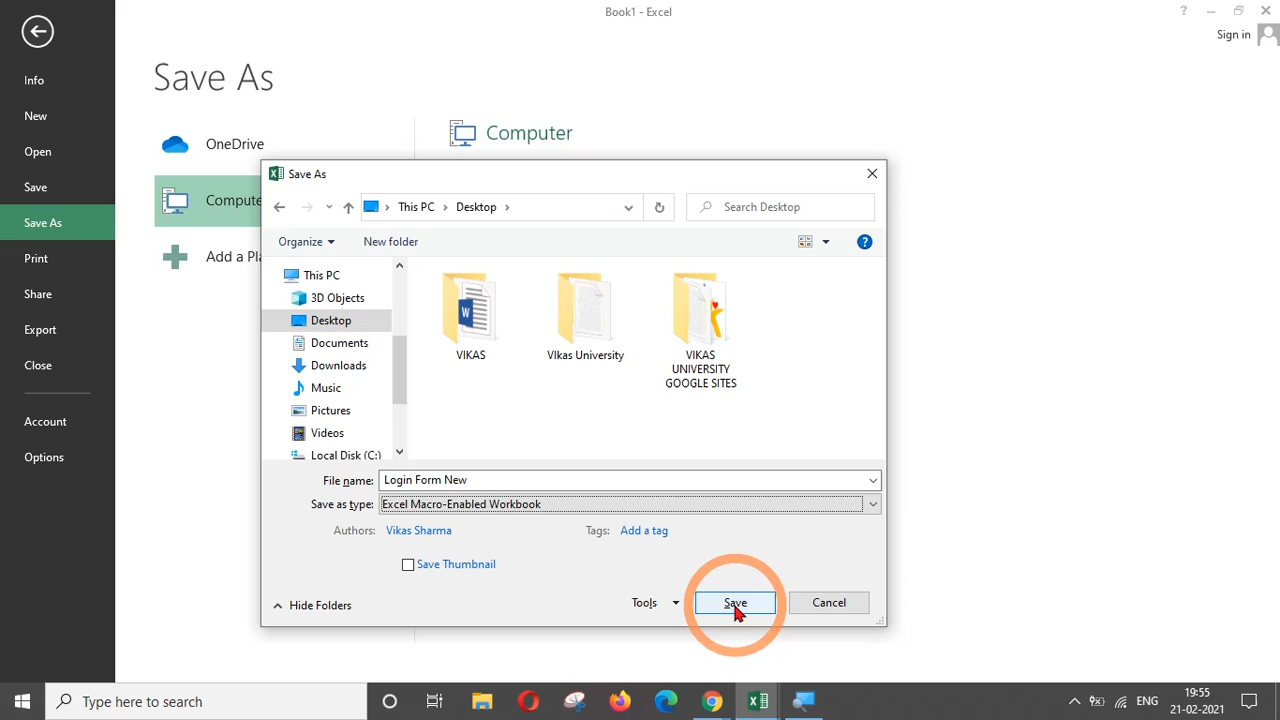 Book1 - Excel
?
Sign in
Info
New
Open
Save
Save As
Print
Share
Export
Close
Account
Options
Save As
OneDrive
Compute
Add a Pl
Computer
Save As
This PC
Desktop
Search Desktop
Organize
New folder
?
This PC
3D Objects
Desktop
Documents
Downloads
Music
Pictures
Videos
Local Disk (C:)
VIKAS
VIkas University
VIKAS
UNIVERSITY
GOOGLE SITES
File name: Login Form New
Save as type: Excel Macro-Enabled Workbook
Authors: Vikas Sharma
Tags: Add a tag
Save Thumbnail
Hide Folders
Tools
Save
Cancel
Type here to search
ENG
19:55
21-02-2021